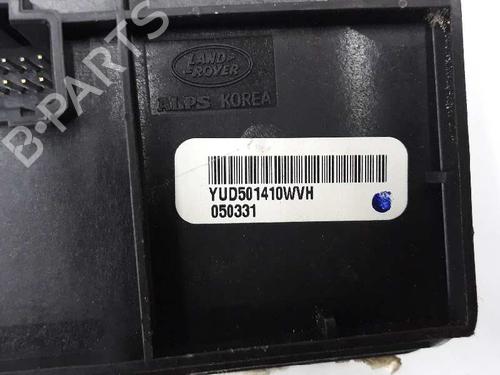 LAND
ROVER
ALPS KOREA
YUD501410WVH
050331
B-PARTS